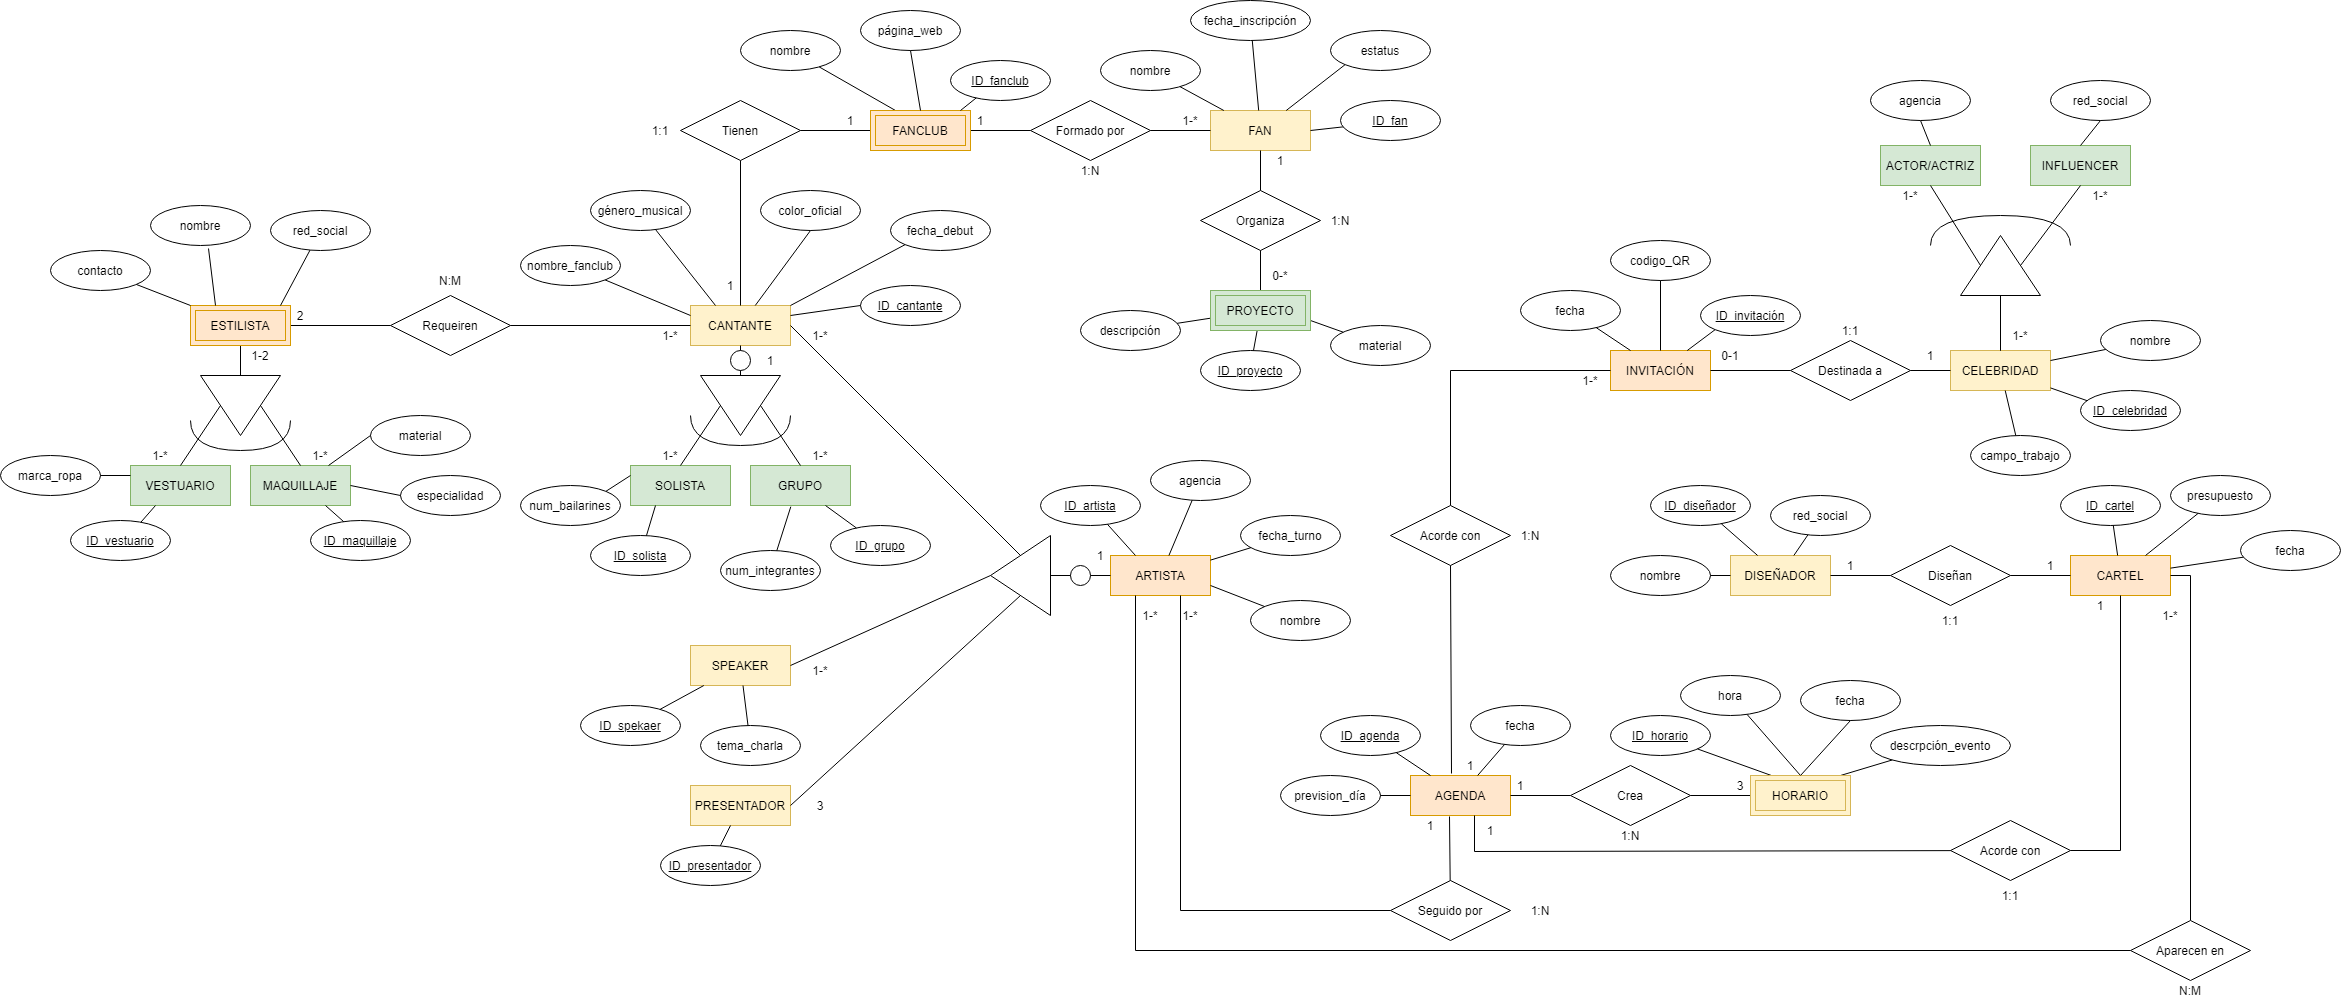 fecha_inscripción
página_web
nombre
estatus
nombre
ID_fanclub
agencia
red_social
ID_fan
1:1
Tienen
1
FANCLUB
1
Formado por
1-*
FAN
1:N
1
ACTOR/ACTRIZ
INFLUENCER
1-*
1-*
género_musical
color_oficial
nombre
red_social
fecha_debut
Organiza
1:N
contacto
nombre_fanclub
codigo_QR
N:M
1
0-*
ID_cantante
fecha
ID_invitación
ESTILISTA
2
Requeiren
1-*
CANTANTE
1-*
PROYECTO
descripción
material
ID_proyecto
1:1
1-2
1
1-*
INVITACIÓN
0-1
Destinada a
1
1-*
CELEBRIDAD
nombre
ID_celebridad
campo_trabajo
material
1-*
1-*
1-*
1-*
marca_ropa
VESTUARIO
MAQUILLAJE
especialidad
num_bailarines
SOLISTA
GRUPO
agencia
ID_artista
fecha_turno
ID_diseñador
red_social
ID_cartel
presupuesto
fecha
ID_vestuario
ID_maquillaje
ID_solista
num_integrantes
ID_grupo
Acorde con
1:N
1
ARTISTA
nombre
DISEÑADOR
1
Diseñan
1
CARTEL
1-*
1-*
nombre
1:1
1
1-*
SPEAKER
1-*
ID_spekaer
tema_charla
hora
fecha
ID_agenda
fecha
ID_horario
descrpción_evento
1
prevision_día
AGENDA
1
Crea
3
HORARIO
PRESENTADOR
3
1
1
1:N
ID_presentador
Acorde con
1:1
Seguido por
1:N
Aparecen en
N:M